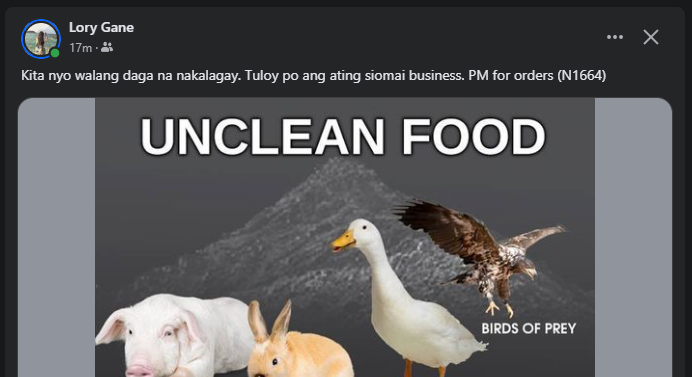 Lory Gane
17m ·
Kita nyo walang daga na nakalagay. Tuloy po ang ating siomai business. PM for orders (N1664)
UNCLEAN FOOD
BIRDS OF PREY